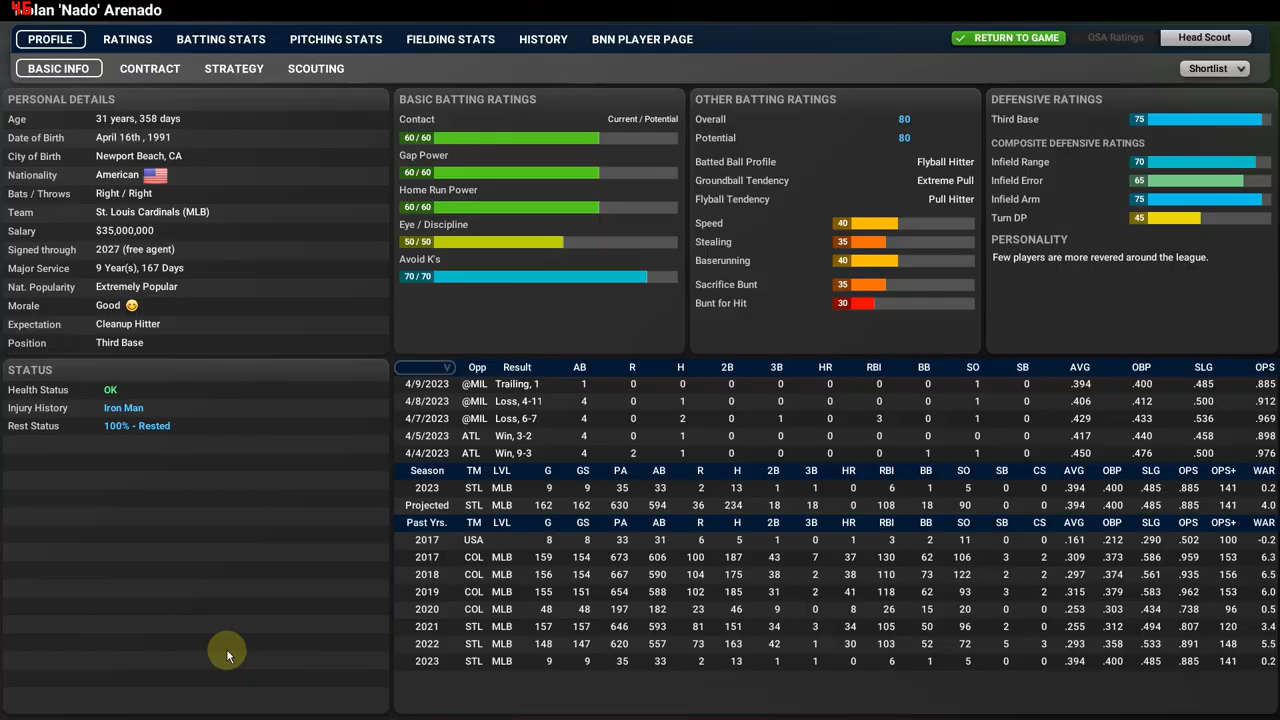 olan 'Nado' Arenado
PROFILE RATINGS BATTING STATS PITCHING STATS FIELDING STATS HISTORY BNN PLAYER PAGE RETURN TO GAME OSA Ratings Head Scout
BASIC INFO CONTRACT STRATEGY SCOUTING Shortlist
PERSONAL DETAILS
Age 31 years, 358 days
Date of Birth April 16th , 1991
City of Birth Newport Beach, CA
Nationality American
Bats / Throws Right / Right
Team St. Louis Cardinals (MLB)
Salary $35,000,000
Signed through 2027 (free agent)
Major Service 9 Year(s), 167 Days
Nat. Popularity Extremely Popular
Morale Good
Expectation Cleanup Hitter
Position Third Base
BASIC BATTING RATINGS
Contact Current / Potential
60 / 60
Gap Power
60 / 60
Home Run Power
60 / 60
Eye / Discipline
50 / 50
Avoid K's
70 / 70
OTHER BATTING RATINGS
Overall 80
Potential 80
Batted Ball Profile Flyball Hitter
Groundball Tendency Extreme Pull
Flyball Tendency Pull Hitter
Speed 40
Stealing 35
Baserunning 40
Sacrifice Bunt 35
Bunt for Hit 30
DEFENSIVE RATINGS
Third Base 75
COMPOSITE DEFENSIVE RATINGS
Infield Range 70
Infield Error 65
Infield Arm 75
Turn DP 45
PERSONALITY
Few players are more revered around the league.
STATUS
Health Status OK
Injury History Iron Man
Rest Status 100% - Rested
Opp Result AB R H 2B 3B HR RBI BB SO SB AVG OBP SLG OPS
4/9/2023 @MIL Trailing, 1 1 0 0 0 0 0 0 0 1 0 .394 .400 .485 .885
4/8/2023 @MIL Loss, 4-11 4 0 1 0 0 0 0 0 1 0 .406 .412 .500 .912
4/7/2023 @MIL Loss, 6-7 4 0 2 0 1 0 3 0 1 0 .429 .433 .536 .969
4/5/2023 ATL Win, 3-2 4 0 1 0 0 0 0 0 0 0 .417 .440 .458 .898
4/4/2023 ATL Win, 9-3 4 2 1 0 0 0 0 1 1 0 .450 .476 .500 .976
Season TM LVL G GS PA AB R H 2B 3B HR RBI BB SO SB CS AVG OBP SLG OPS OPS+ WAR
2023 STL MLB 9 9 35 33 2 13 1 1 0 6 1 5 0 0 .394 .400 .485 .885 141 0.2
Projected STL MLB 162 162 630 594 36 234 18 18 0 108 18 90 0 0 .394 .400 .485 .885 141 4.0
Past Yrs. TM LVL G GS PA AB R H 2B 3B HR RBI BB SO SB CS AVG OBP SLG OPS OPS+ WAR
2017 USA 8 8 33 31 6 5 1 0 1 3 2 11 0 0 .161 .212 .290 .502 100 -0.2
2017 COL MLB 159 154 673 606 100 187 43 7 37 130 62 106 3 2 .309 .373 .586 .959 153 6.3
2018 COL MLB 156 154 667 590 104 175 38 2 38 110 73 122 2 2 .297 .374 .561 .935 156 6.5
2019 COL MLB 155 151 654 588 102 185 31 2 41 118 62 93 3 2 .315 .379 .583 .962 153 6.0
2020 COL MLB 48 48 197 182 23 46 9 0 8 26 15 20 0 0 .253 .303 .434 .738 96 0.5
2021 STL MLB 157 157 646 593 81 151 34 3 34 105 50 96 2 0 .255 .312 .494 .807 120 3.4
2022 STL MLB 148 147 620 557 73 163 42 1 30 103 52 72 5 3 .293 .358 .533 .891 148 5.5
2023 STL MLB 9 9 35 33 2 13 1 1 0 6 1 5 0 0 .394 .400 .485 .885 141 0.2